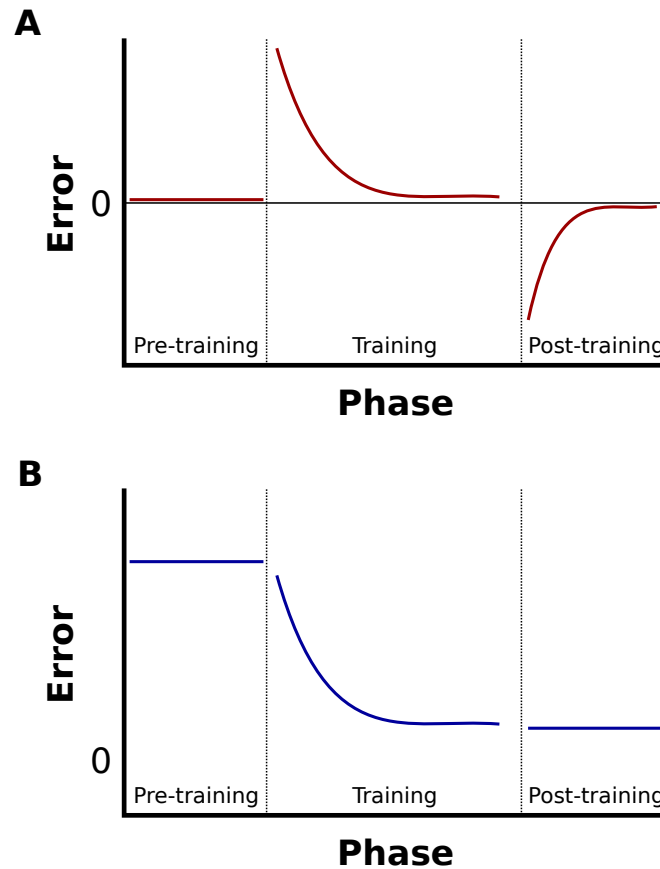 A
Error
0
Pre-training
Training
Post-training
Phase
B
Error
0
Pre-training
Training
Post-training
Phase